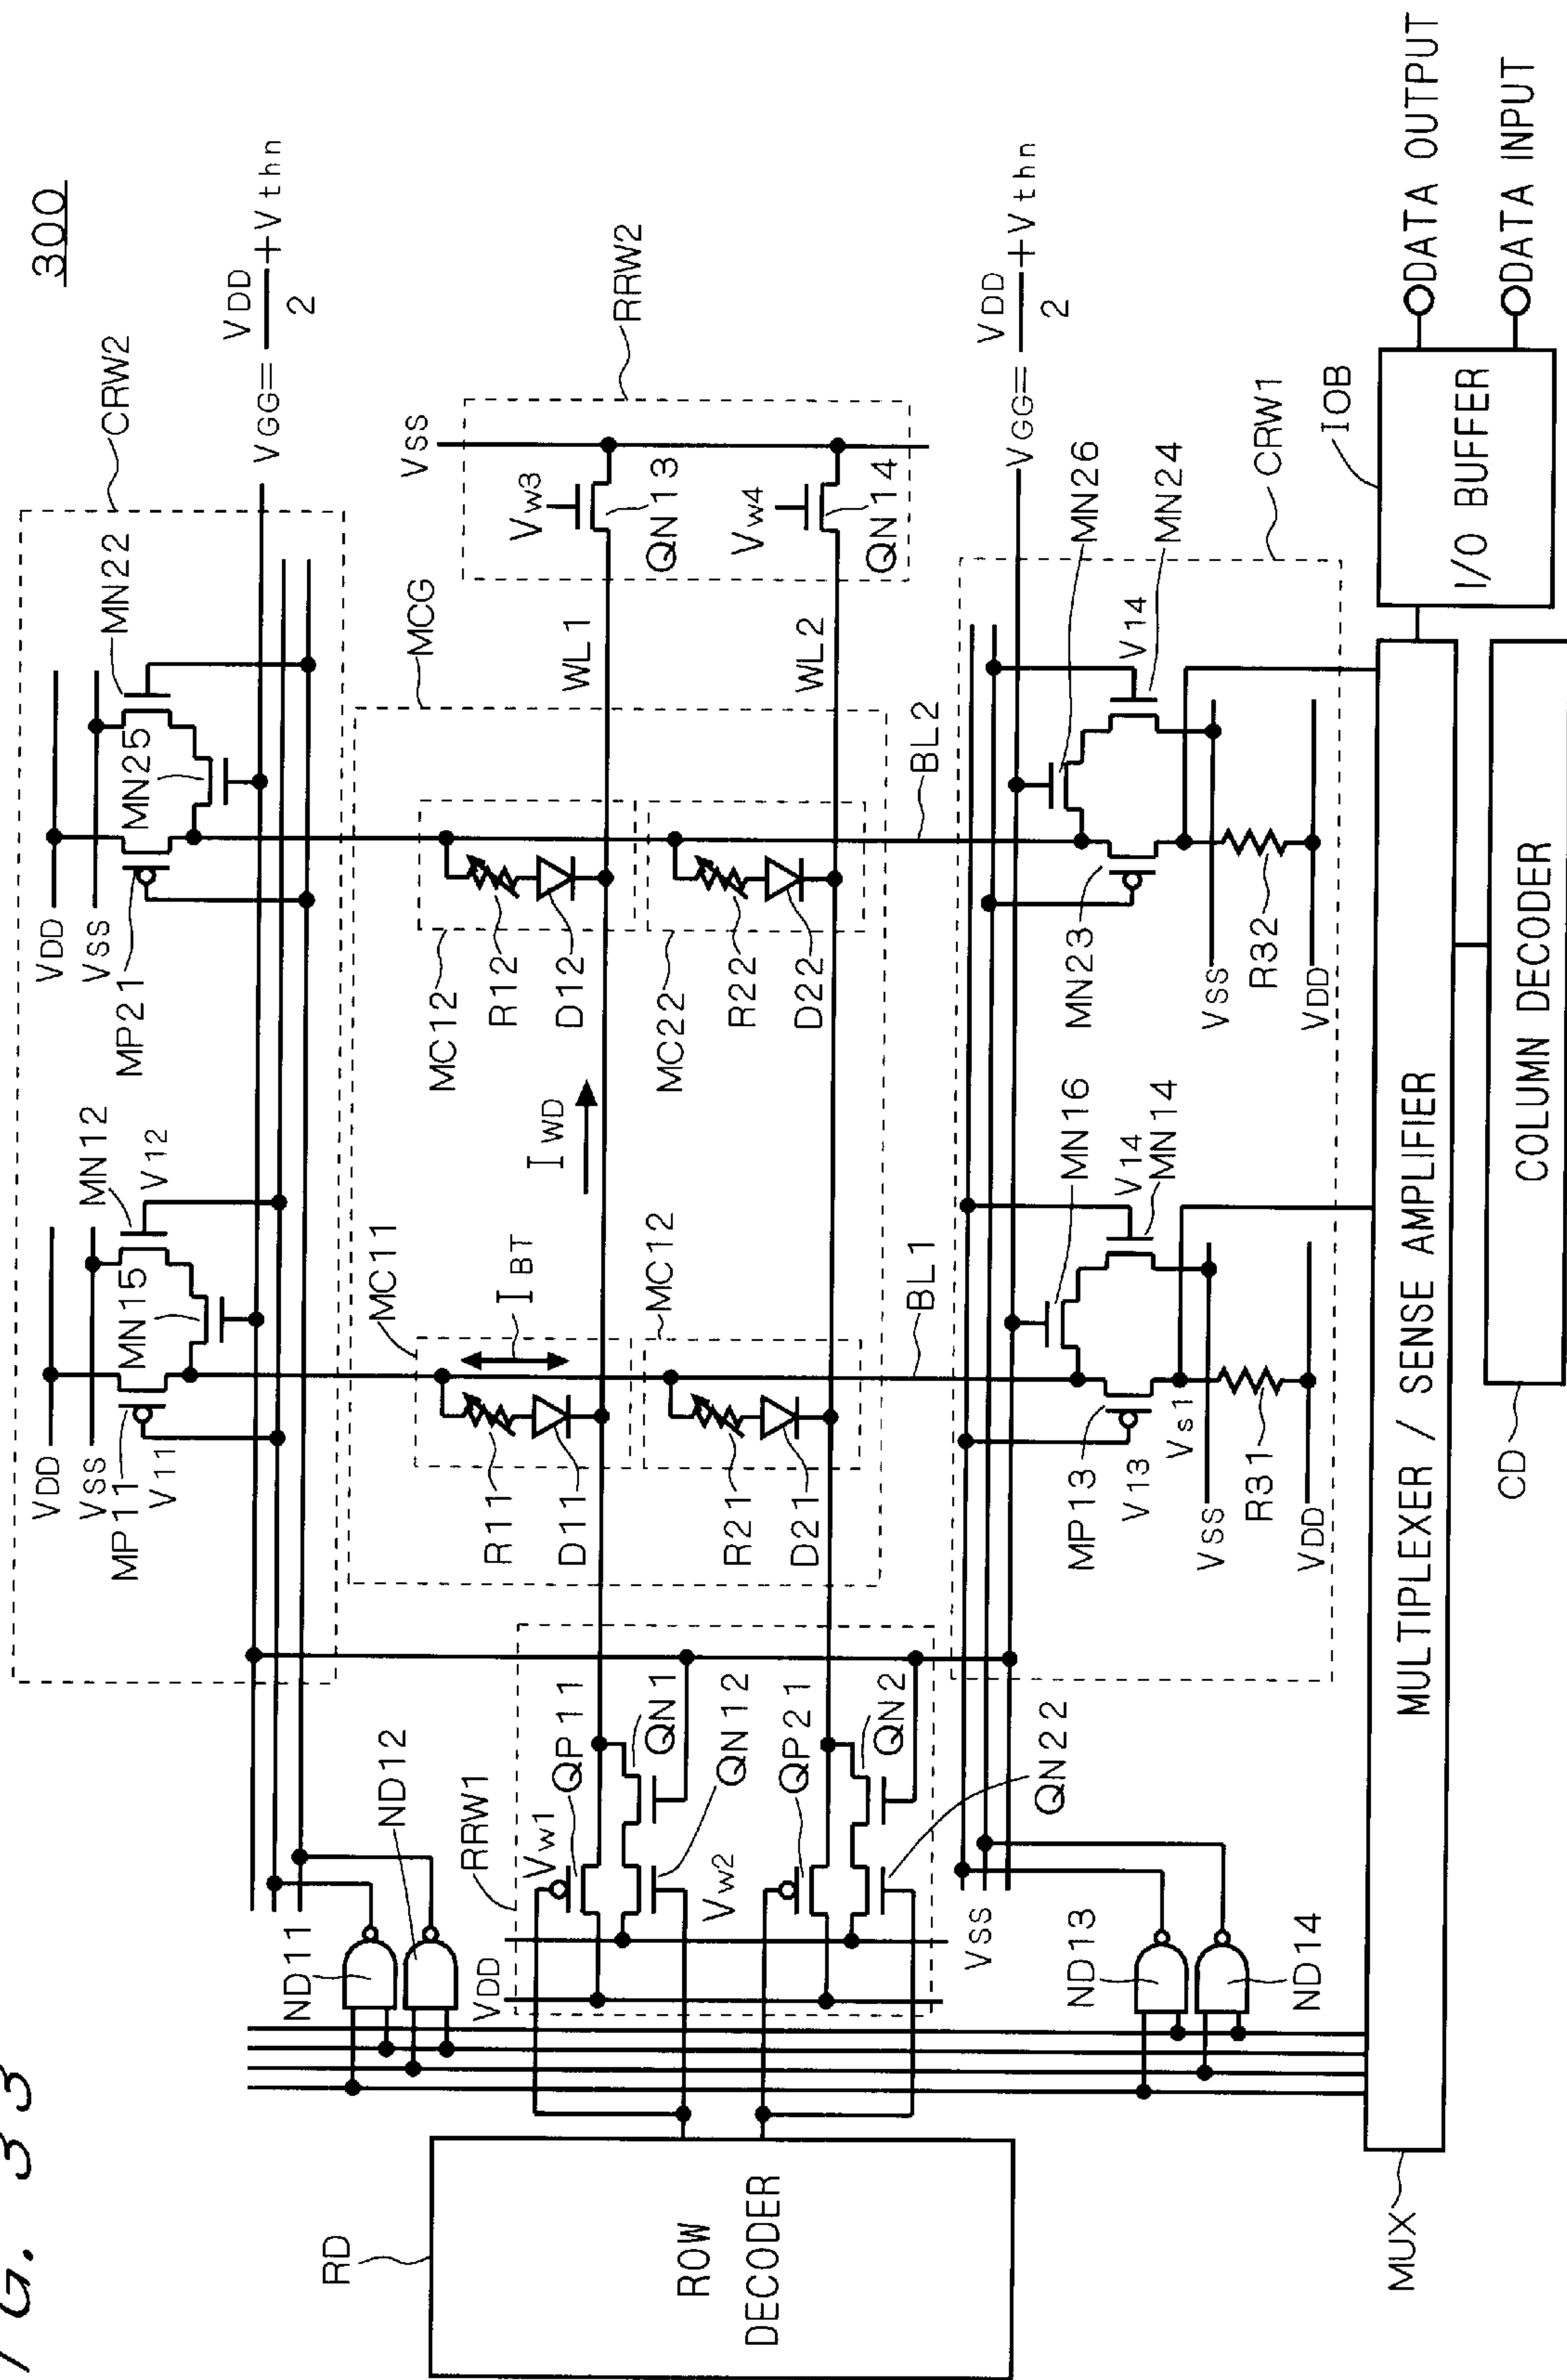 FIG. 33
300
CRW2
VDD
VSS
MP11
V11
MN15
MN12
V12
VDD
VSS
MP21
MN25
MN22
VGG=VDD/2+Vthn
ND11
ND12
MCG
MC11
R11
D11
IBT
IWD
MC12
R12
D12
WL1
MC12
R21
D21
MC22
R22
D22
WL2
RRW2
VSS
Vw3
QN13
Vw4
QN14
RRW1
VDD
Vw1
QP11
QN1
Vw2
QN12
QP21
QN2
QN22
VSS
RD
ROW
DECODER
BL1
BL2
VGG=VDD/2+Vthn
ND13
ND14
MP13
V13
Vs1
MN16
V14
MN14
VSS
R31
VDD
MN23
MN26
V14
MN24
VSS
R32
VDD
CRW1
IOB
MULTIPLEXER / SENSE AMPLIFIER
MUX
I/O BUFFER
DATA OUTPUT
DATA INPUT
COLUMN DECODER
CD